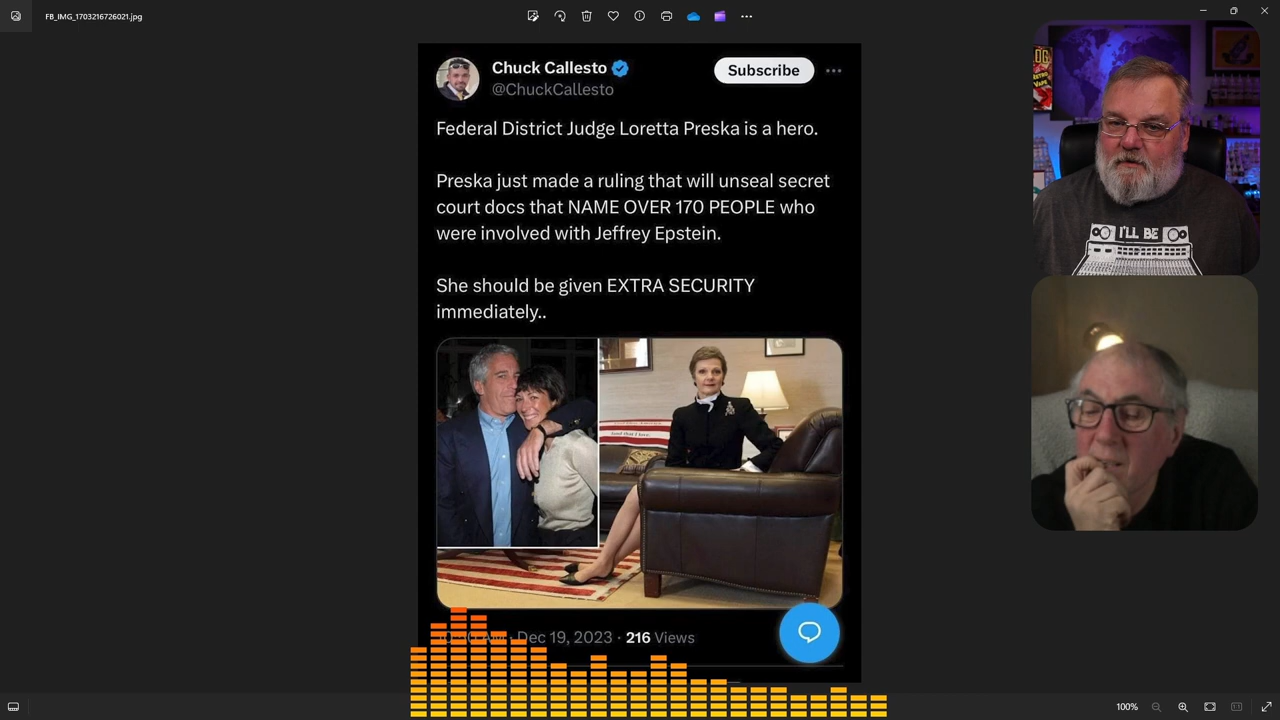 FB_IMG_1703216726021.jpg
Chuck Callesto
Subscribe
@ChuckCallesto
Federal District Judge Loretta Preska is a hero.
Preska just made a ruling that will unseal secret
court docs that NAME OVER 170 PEOPLE who
were involved with Jeffrey Epstein.
She should be given EXTRA SECURITY
immediately..
Dec 19, 2023 · 216 Views
I'LL BE
100%